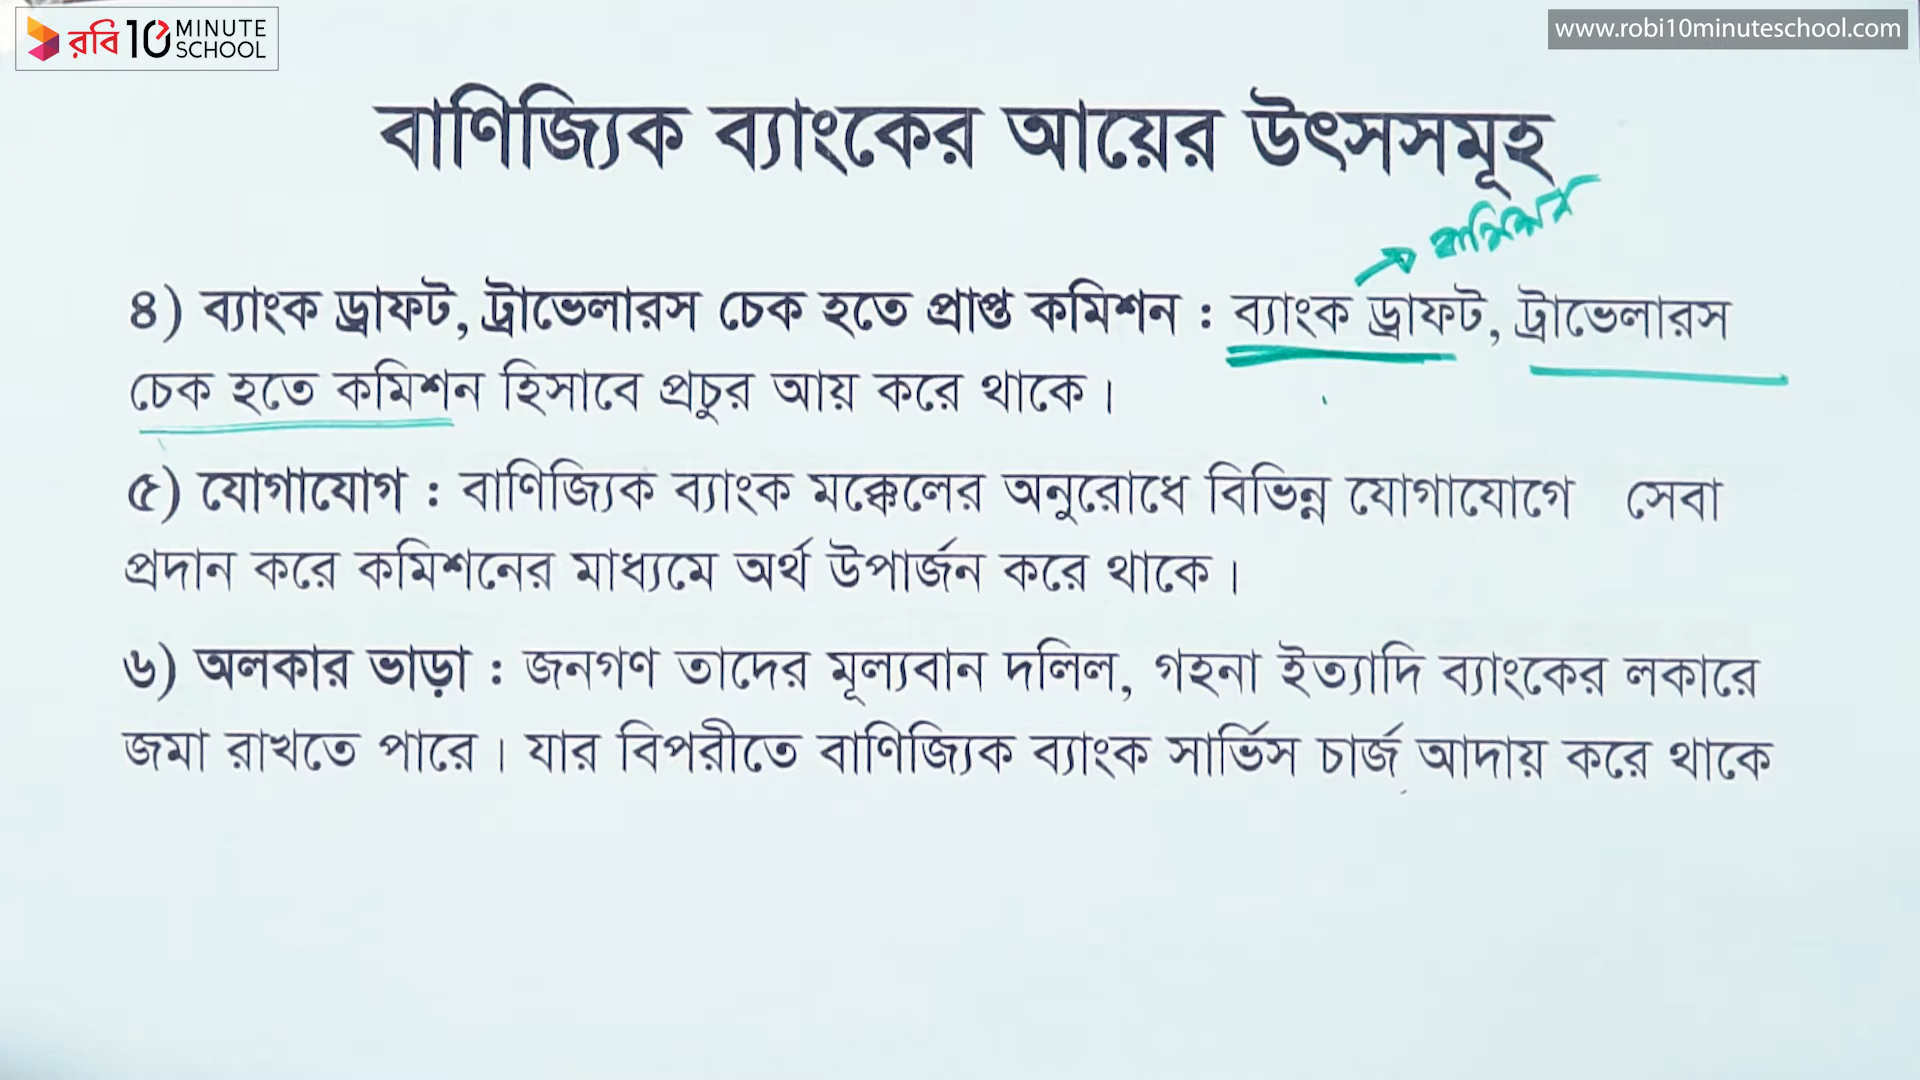 রবি 10 MINUTE SCHOOL
www.robi10minuteschool.com
বাণিজ্যিক ব্যাংকের আয়ের উৎসসমূহ
৪) ব্যাংক ড্রাফট, ট্রাভেলারস চেক হতে প্রাপ্ত কমিশন : ব্যাংক ড্রাফট, ট্রাভেলারস
চেক হতে কমিশন হিসাবে প্রচুর আয় করে থাকে।
৫) যোগাযোগ : বাণিজ্যিক ব্যাংক মক্কেলের অনুরোধে বিভিন্ন যোগাযোগে সেবা
প্রদান করে কমিশনের মাধ্যমে অর্থ উপার্জন করে থাকে।
৬) অলকার ভাড়া : জনগণ তাদের মূল্যবান দলিল, গহনা ইত্যাদি ব্যাংকের লকারে
জমা রাখতে পারে। যার বিপরীতে বাণিজ্যিক ব্যাংক সার্ভিস চার্জ আদায় করে থাকে